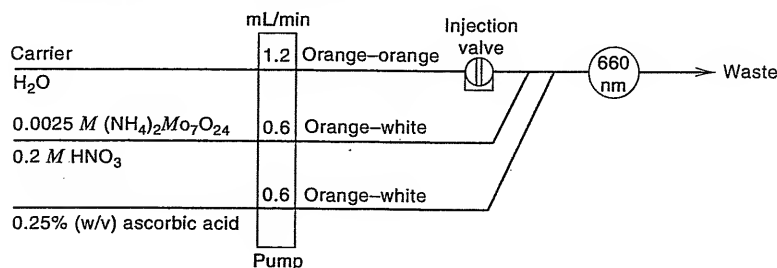 mL/min
Injection
valve
Carrier
1.2 Orange–orange
660
nm
Waste
H₂O
0.0025 M (NH₄)₂Mo₇O₂₄
0.6 Orange–white
0.2 M HNO₃
0.6 Orange–white
0.25% (w/v) ascorbic acid
Pump